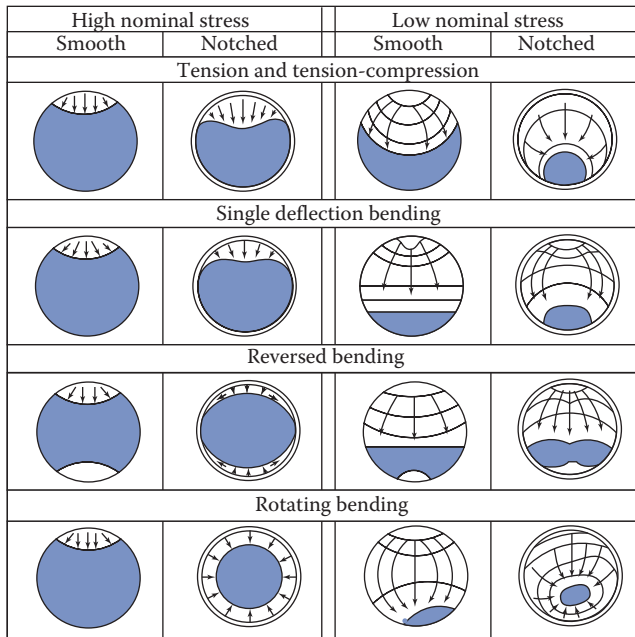 High nominal stress
Low nominal stress
Smooth
Notched
Smooth
Notched
Tension and tension-compression
Single deflection bending
Reversed bending
Rotating bending